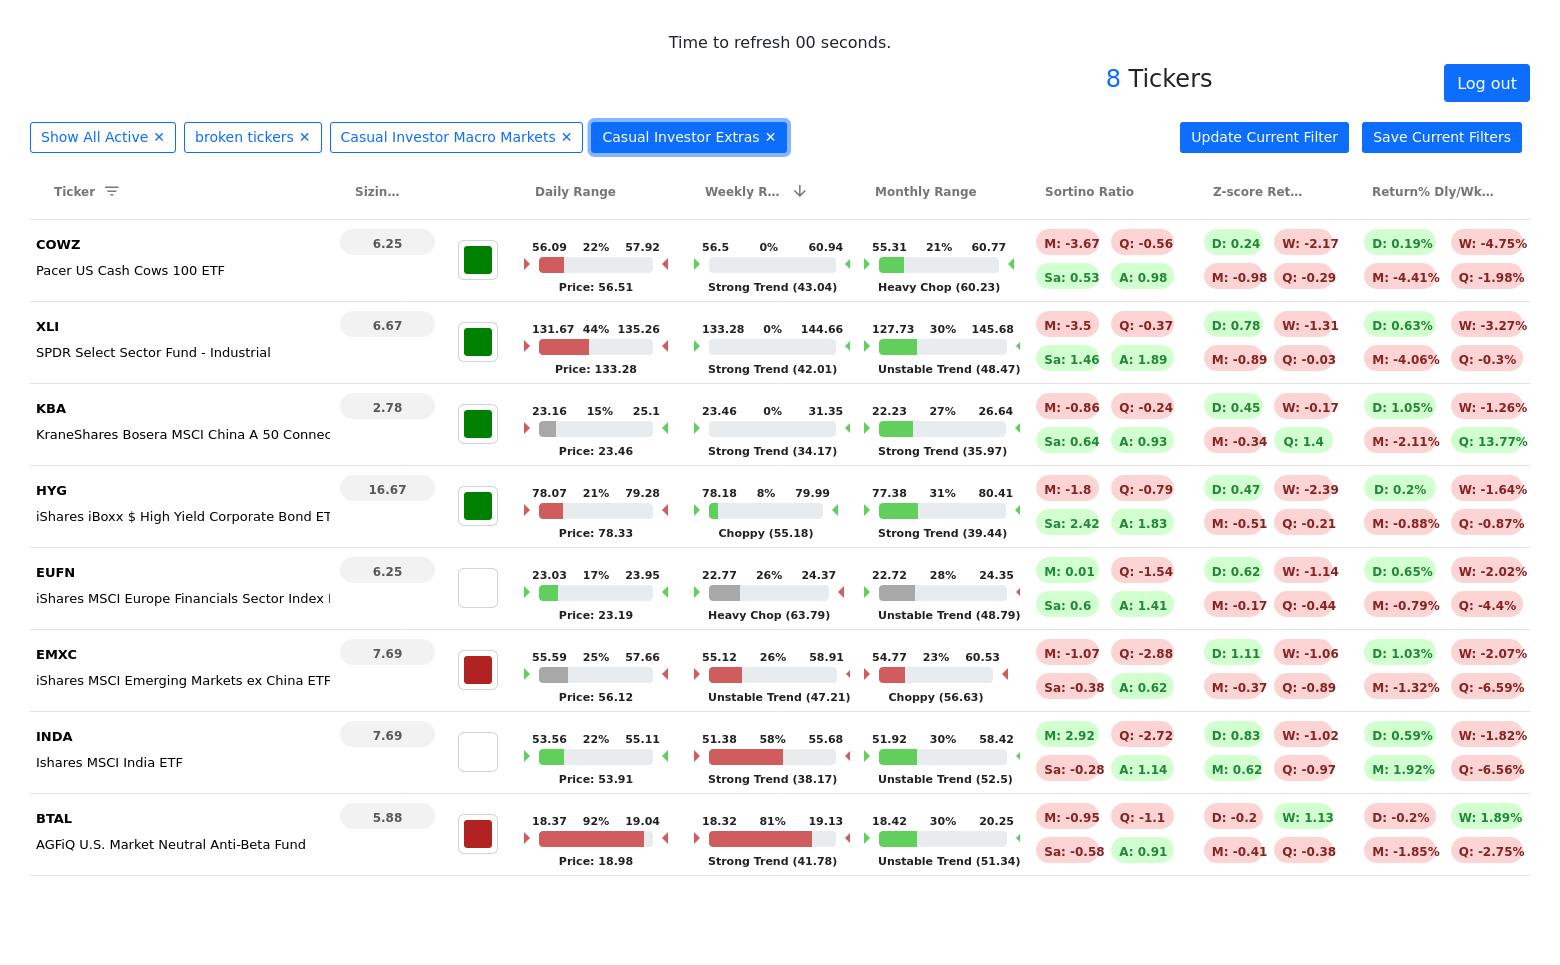 Time to refresh 00 seconds.
8 Tickers
Log out
Show All Active ✕ broken tickers ✕ Casual Investor Macro Markets ✕ Casual Investor Extras ✕ Update Current Filter Save Current Filters
Ticker Sizin… Daily Range Weekly R… Monthly Range Sortino Ratio Z-score Ret… Return% Dly/Wk…
COWZ 6.25 56.09 22% 57.92 56.5 0% 60.94 55.31 21% 60.77 M: -3.67 Q: -0.56 D: 0.24 W: -2.17 D: 0.19% W: -4.75%
Pacer US Cash Cows 100 ETF Price: 56.51 Strong Trend (43.04) Heavy Chop (60.23) Sa: 0.53 A: 0.98 M: -0.98 Q: -0.29 M: -4.41% Q: -1.98%
XLI 6.67 131.67 44% 135.26 133.28 0% 144.66 127.73 30% 145.68 M: -3.5 Q: -0.37 D: 0.78 W: -1.31 D: 0.63% W: -3.27%
SPDR Select Sector Fund - Industrial Price: 133.28 Strong Trend (42.01) Unstable Trend (48.47) Sa: 1.46 A: 1.89 M: -0.89 Q: -0.03 M: -4.06% Q: -0.3%
KBA 2.78 23.16 15% 25.1 23.46 0% 31.35 22.23 27% 26.64 M: -0.86 Q: -0.24 D: 0.45 W: -0.17 D: 1.05% W: -1.26%
KraneShares Bosera MSCI China A 50 Connec Price: 23.46 Strong Trend (34.17) Strong Trend (35.97) Sa: 0.64 A: 0.93 M: -0.34 Q: 1.4 M: -2.11% Q: 13.77%
HYG 16.67 78.07 21% 79.28 78.18 8% 79.99 77.38 31% 80.41 M: -1.8 Q: -0.79 D: 0.47 W: -2.39 D: 0.2% W: -1.64%
iShares iBoxx $ High Yield Corporate Bond ET Price: 78.33 Choppy (55.18) Strong Trend (39.44) Sa: 2.42 A: 1.83 M: -0.51 Q: -0.21 M: -0.88% Q: -0.87%
EUFN 6.25 23.03 17% 23.95 22.77 26% 24.37 22.72 28% 24.35 M: 0.01 Q: -1.54 D: 0.62 W: -1.14 D: 0.65% W: -2.02%
iShares MSCI Europe Financials Sector Index Price: 23.19 Heavy Chop (63.79) Unstable Trend (48.79) Sa: 0.6 A: 1.41 M: -0.17 Q: -0.44 M: -0.79% Q: -4.4%
EMXC 7.69 55.59 25% 57.66 55.12 26% 58.91 54.77 23% 60.53 M: -1.07 Q: -2.88 D: 1.11 W: -1.06 D: 1.03% W: -2.07%
iShares MSCI Emerging Markets ex China ETF Price: 56.12 Unstable Trend (47.21) Choppy (56.63) Sa: -0.38 A: 0.62 M: -0.37 Q: -0.89 M: -1.32% Q: -6.59%
INDA 7.69 53.56 22% 55.11 51.38 58% 55.68 51.92 30% 58.42 M: 2.92 Q: -2.72 D: 0.83 W: -1.02 D: 0.59% W: -1.82%
Ishares MSCI India ETF Price: 53.91 Strong Trend (38.17) Unstable Trend (52.5) Sa: -0.28 A: 1.14 M: 0.62 Q: -0.97 M: 1.92% Q: -6.56%
BTAL 5.88 18.37 92% 19.04 18.32 81% 19.13 18.42 30% 20.25 M: -0.95 Q: -1.1 D: -0.2 W: 1.13 D: -0.2% W: 1.89%
AGFiQ U.S. Market Neutral Anti-Beta Fund Price: 18.98 Strong Trend (41.78) Unstable Trend (51.34) Sa: -0.58 A: 0.91 M: -0.41 Q: -0.38 M: -1.85% Q: -2.75%